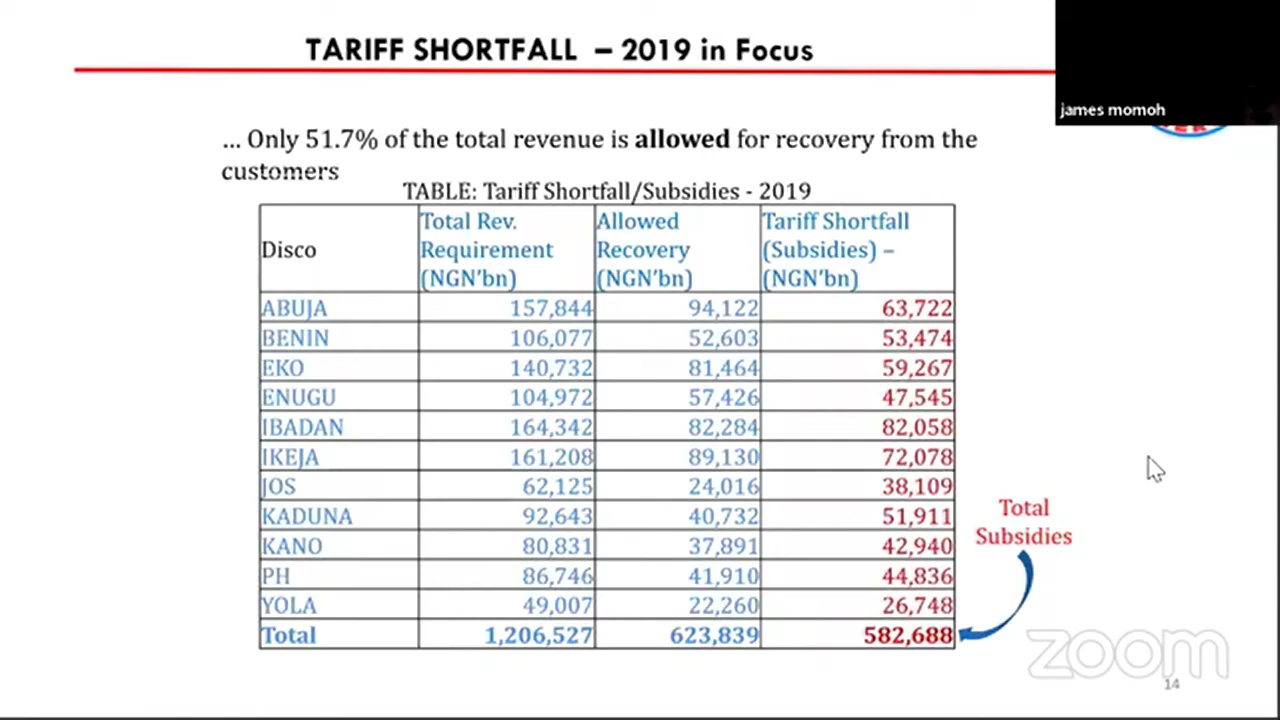 TARIFF SHORTFALL – 2019 in Focus
james momoh
... Only 51.7% of the total revenue is allowed for recovery from the
customers
TABLE: Tariff Shortfall/Subsidies - 2019
Disco Total Rev. Requirement (NGN'bn) Allowed Recovery (NGN'bn) Tariff Shortfall (Subsidies) – (NGN'bn)
ABUJA 157,844 94,122 63,722
BENIN 106,077 52,603 53,474
EKO 140,732 81,464 59,267
ENUGU 104,972 57,426 47,545
IBADAN 164,342 82,284 82,058
IKEJA 161,208 89,130 72,078
JOS 62,125 24,016 38,109
KADUNA 92,643 40,732 51,911
KANO 80,831 37,891 42,940
PH 86,746 41,910 44,836
YOLA 49,007 22,260 26,748
Total 1,206,527 623,839 582,688
Total
Subsidies
zoom
14